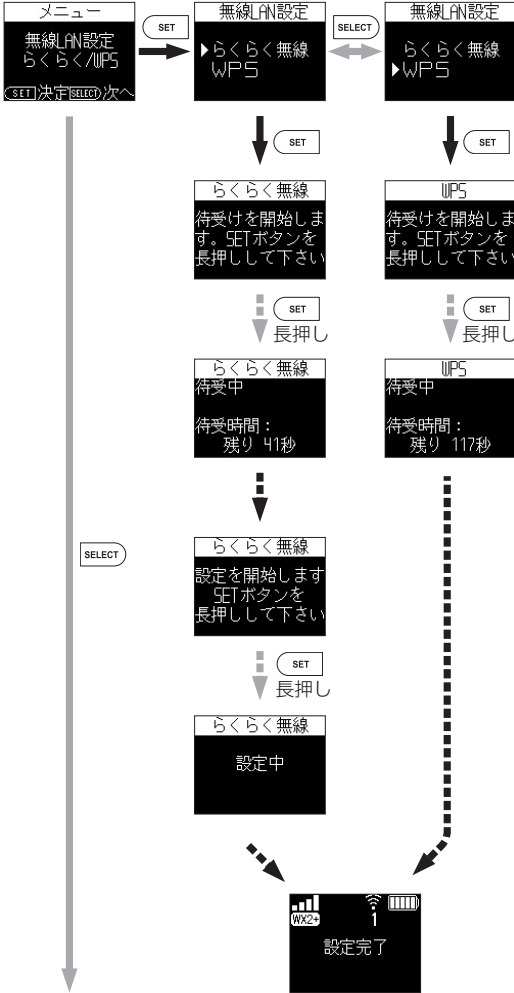 メニュー
無線LAN設定
らくらく/WPS
SET決定SELECT次へ
SET
無線LAN設定
らくらく無線
WPS
SELECT
無線LAN設定
らくらく無線
WPS
SET
SET
らくらく無線
待受けを開始しま
す。SETボタンを
長押しして下さい
WPS
待受けを開始しま
す。SETボタンを
長押しして下さい
SET
長押し
SET
長押し
らくらく無線
待受中
待受時間:
残り 41秒
WPS
待受中
待受時間:
残り 117秒
SELECT
らくらく無線
設定を開始します
SETボタンを
長押しして下さい
SET
長押し
らくらく無線
設定中
WX2+
1
設定完了